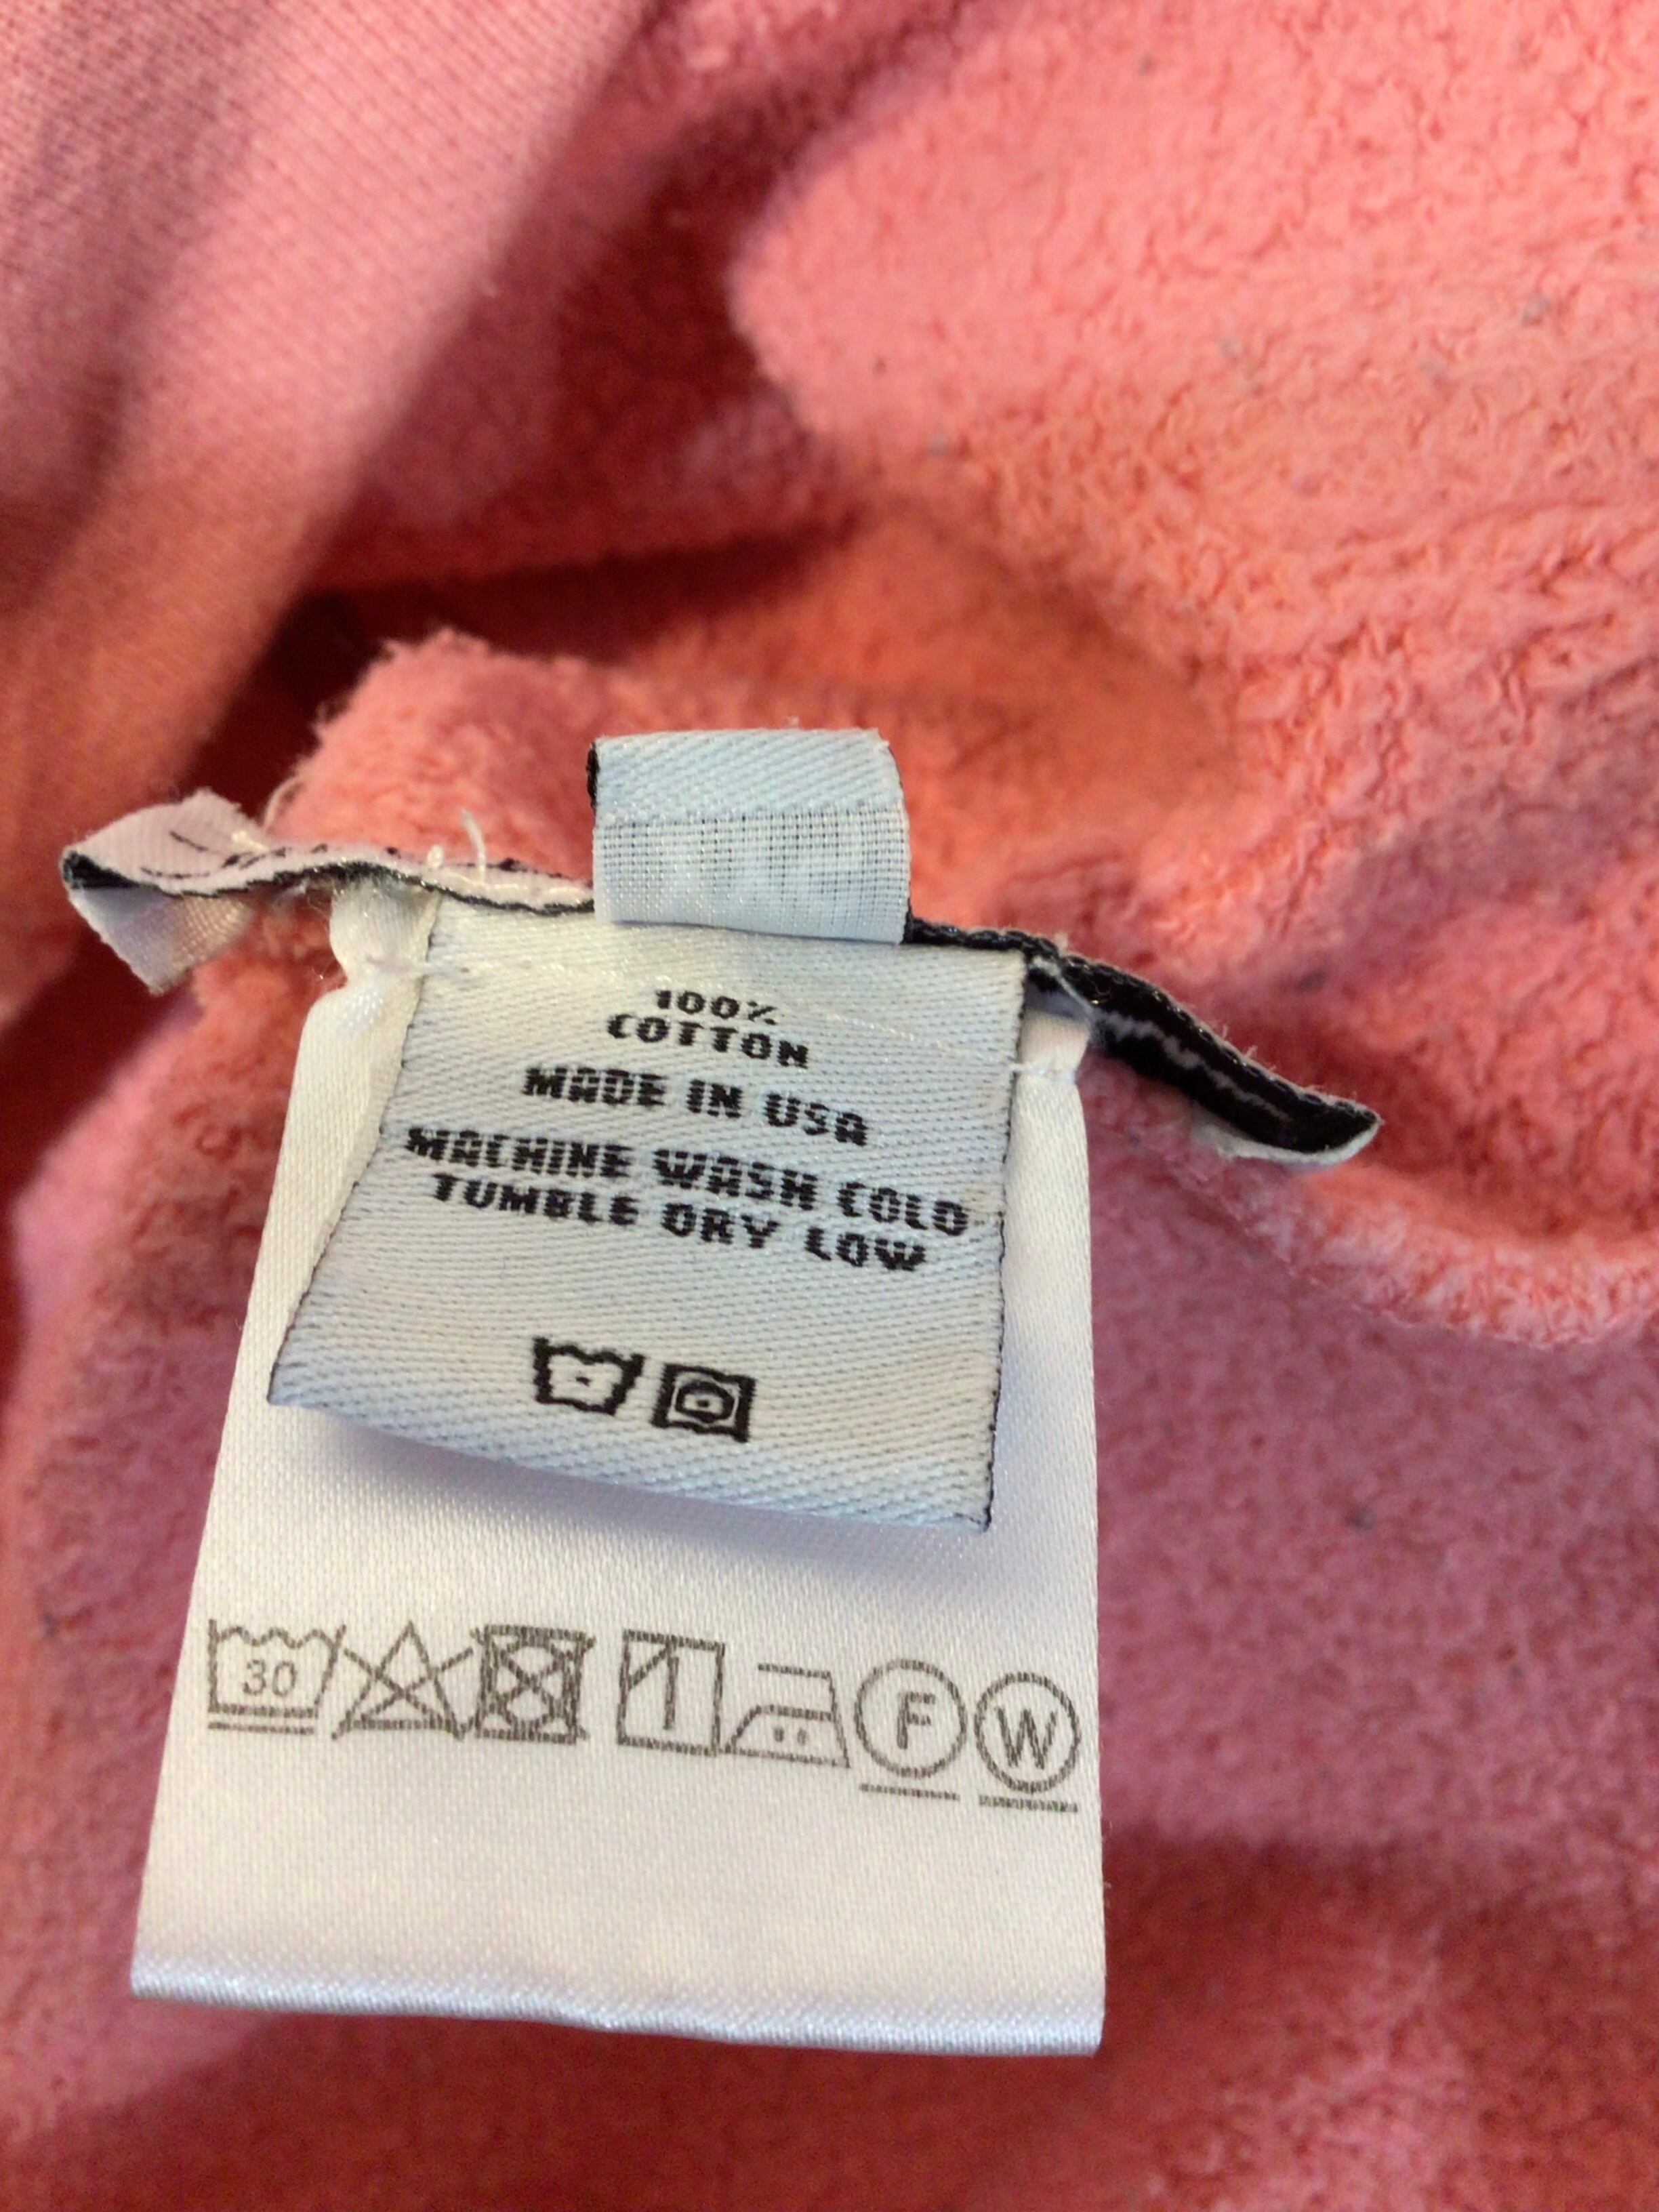 100%
COTTON
MADE IN USA
MACHINE WASH COLD
TUMBLE DRY LOW
30 F W